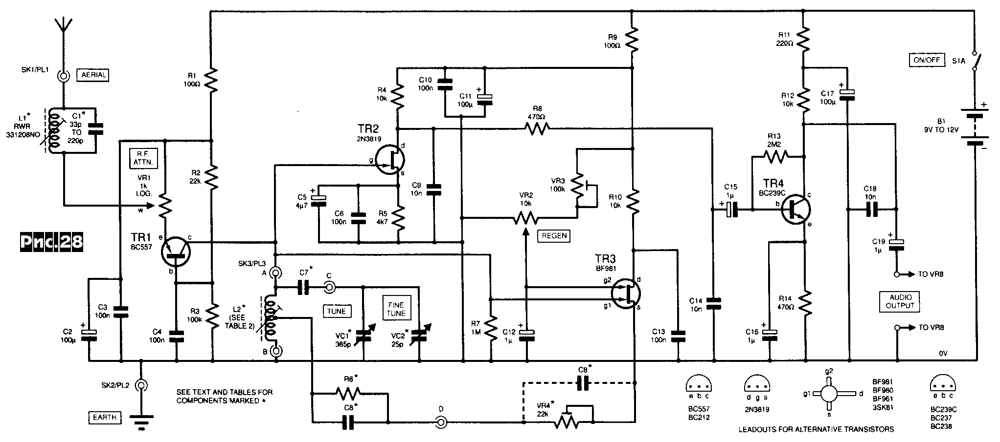 SK1/PL1
AERIAL
L1*
RWR
331208NO
C1*
33p
TO
220p
R1
100Ω
R.F.
ATTN.
VR1
1k
LOG.
w
R2
22k
Pnc.28
TR1
BC557
e
c
b
C2
100µ
+
C3
100n
C4
100n
R3
100k
SK2/PL2
EARTH
SEE TEXT AND TABLES FOR
COMPONENTS MARKED *
R4
10k
C10
100n
C11
100µ
+
TR2
2N3819
d
g
s
C5
4µ7
+
C6
100n
R5
4k7
C9
10n
SK3/PL3
A
C7*
C
L2*
(SEE
TABLE 2)
B
TUNE
VC1*
365p
FINE
TUNE
VC2*
25p
R6*
C8*
D
R9
100Ω
R8
470Ω
VR3
100k
VR2
10k
REGEN
R10
10k
TR3
BF981
g2
g1
d
s
R7
1M
C12
1µ
+
C13
100n
C8*
VR4*
22k
R11
220Ω
R12
10k
C17
100µ
+
R13
2M2
C15
1µ
+
TR4
BC239C
b
c
e
C18
10n
C19
1µ
+
C14
10n
C16
1µ
+
R14
470Ω
TO VR8
AUDIO
OUTPUT
TO VR8
0V
ON/OFF
S1A
B1
9V TO 12V
+
−
e b c
BC557
BC212
d g s
2N3819
g2
g1
d
s
BF981
BF960
BF961
3SK81
e b c
BC239C
BC237
BC238
LEADOUTS FOR ALTERNATIVE TRANSISTORS